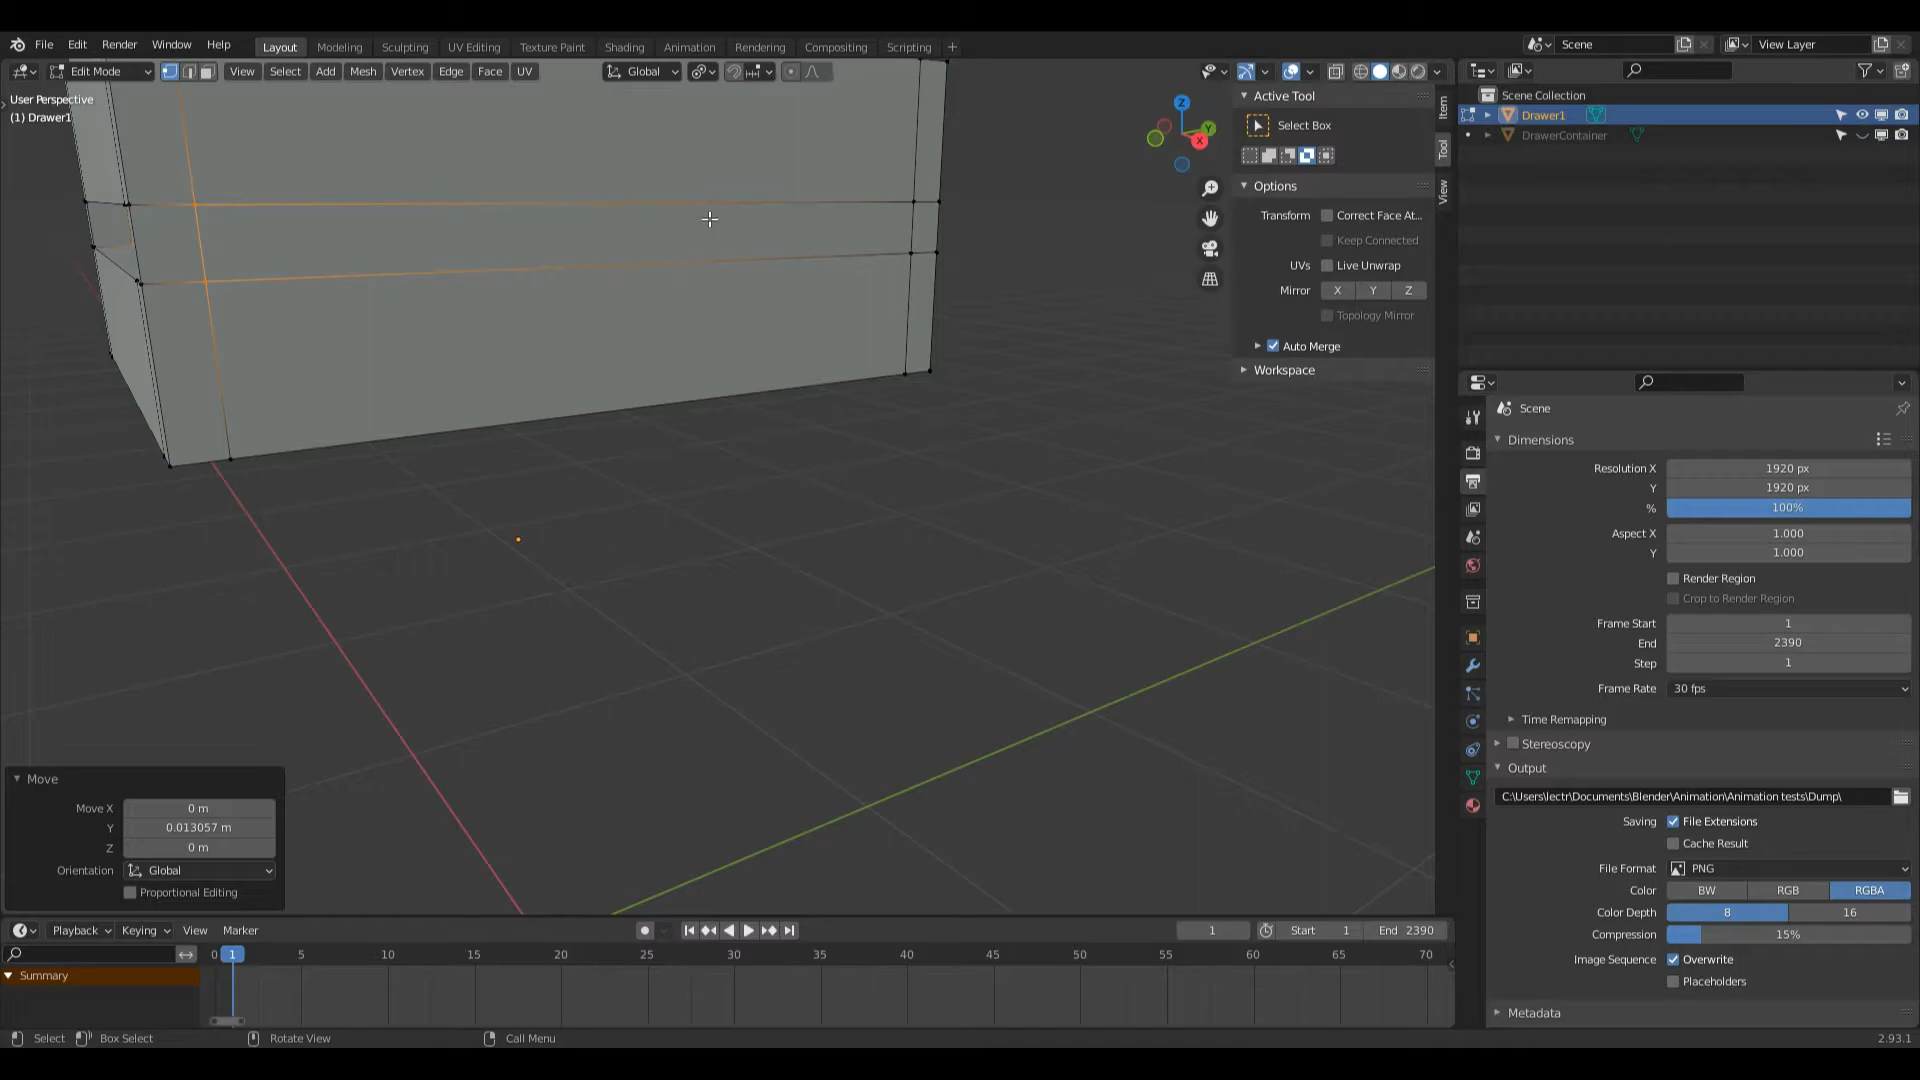 File Edit Render Window Help Layout Modeling Sculpting UV Editing Texture Paint Shading Animation Rendering Compositing Scripting + Scene View Layer
Edit Mode View Select Add Mesh Vertex Edge Face UV Global
User Perspective
(1) Drawer1
Z
Y
X
Active Tool
Select Box
Options
Transform Correct Face At...
Keep Connected
UVs Live Unwrap
Mirror X Y Z
Topology Mirror
Auto Merge
Workspace
Item
Tool
View
Scene Collection
Drawer1
DrawerContainer
Scene
Dimensions
Resolution X 1920 px
Y 1920 px
% 100%
Aspect X 1.000
Y 1.000
Render Region
Crop to Render Region
Frame Start 1
End 2390
Step 1
Frame Rate 30 fps
Time Remapping
Stereoscopy
Output
C:\Users\lectr\Documents\Blender\Animation\Animation tests\Dump\
Saving File Extensions
Cache Result
File Format PNG
Color BW RGB RGBA
Color Depth 8 16
Compression 15%
Image Sequence Overwrite
Placeholders
Metadata
Move
Move X 0 m
Y 0.013057 m
Z 0 m
Orientation Global
Proportional Editing
Playback Keying View Marker 1 Start 1 End 2390
0 1 5 10 15 20 25 30 35 40 45 50 55 60 65 70
Summary
Select Box Select Rotate View Call Menu 2.93.1